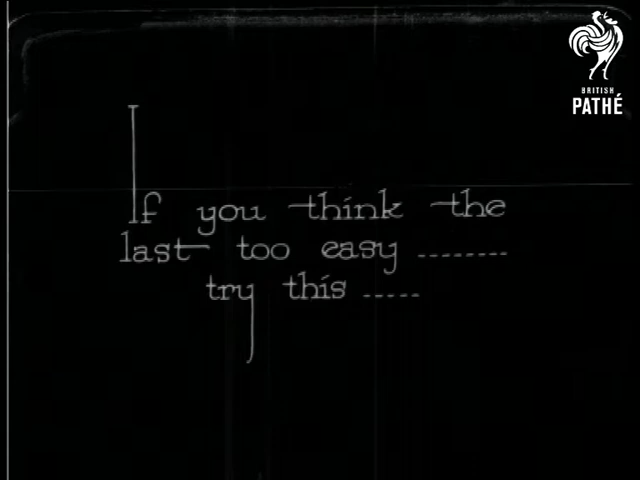 BRITISH
PATHÉ
If you think the
last too easy --------
try this -----